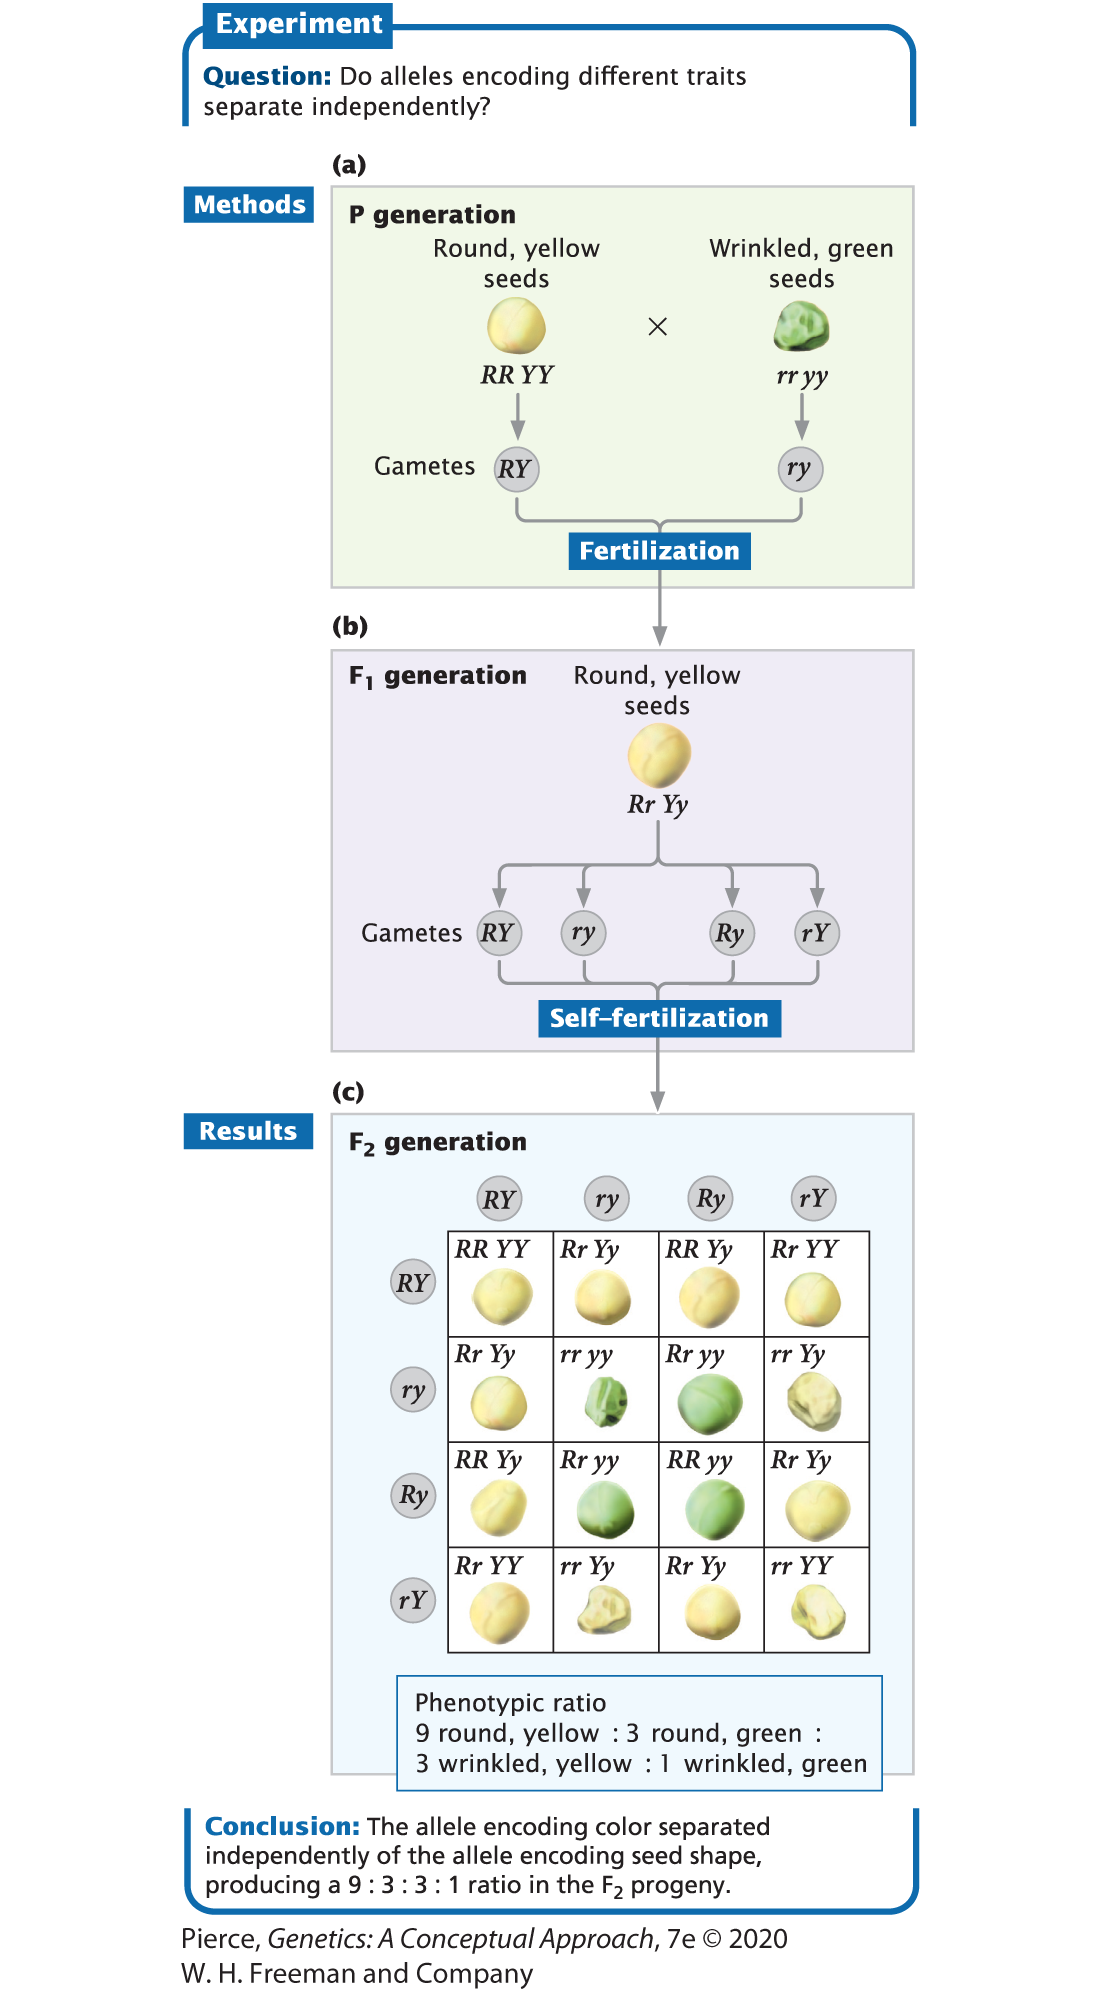 Experiment
Question: Do alleles encoding different traits
separate independently?
(a)
Methods
P generation
Round, yellow
seeds
Wrinkled, green
seeds
×
RR YY
rr yy
Gametes
RY
ry
Fertilization
(b)
F1 generation
Round, yellow
seeds
Rr Yy
Gametes
RY
ry
Ry
rY
Self–fertilization
(c)
Results
F2 generation
RY ry Ry rY
RY
RR YY Rr Yy RR Yy Rr YY
ry
Rr Yy rr yy Rr yy rr Yy
Ry
RR Yy Rr yy RR yy Rr Yy
rY
Rr YY rr Yy Rr Yy rr YY
Phenotypic ratio
9 round, yellow : 3 round, green :
3 wrinkled, yellow : 1 wrinkled, green
Conclusion: The allele encoding color separated
independently of the allele encoding seed shape,
producing a 9 : 3 : 3 : 1 ratio in the F2 progeny.
Pierce, Genetics: A Conceptual Approach, 7e © 2020
W. H. Freeman and Company